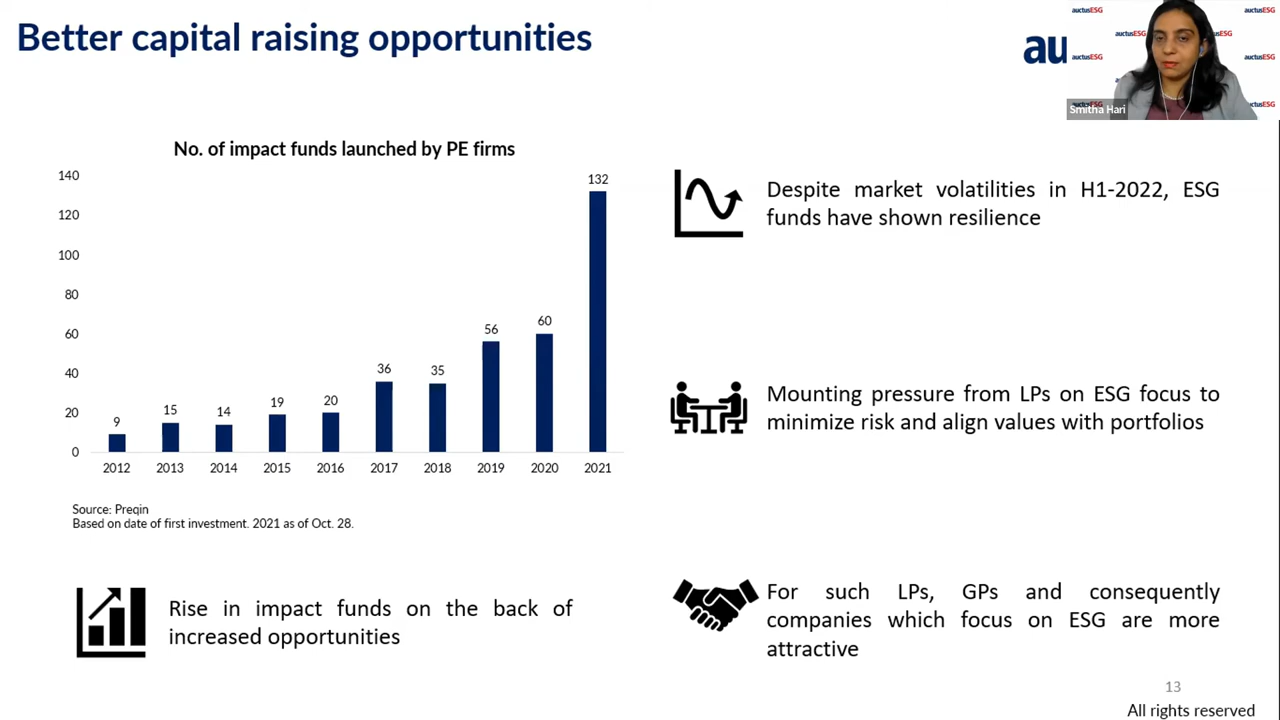 Better capital raising opportunities
au
auctusESG
auctusESG
auctusESG
auctusESG
auctusESG
Smitha Hari
No. of impact funds launched by PE firms
140
120
100
80
60
40
20
0
9
15
14
19
20
36
35
56
60
132
2012 2013 2014 2015 2016 2017 2018 2019 2020 2021
Source: Preqin
Based on date of first investment. 2021 as of Oct. 28.
Rise in impact funds on the back of
increased opportunities
Despite market volatilities in H1-2022, ESG
funds have shown resilience
Mounting pressure from LPs on ESG focus to
minimize risk and align values with portfolios
For such LPs, GPs and consequently
companies which focus on ESG are more
attractive
13
All rights reserved